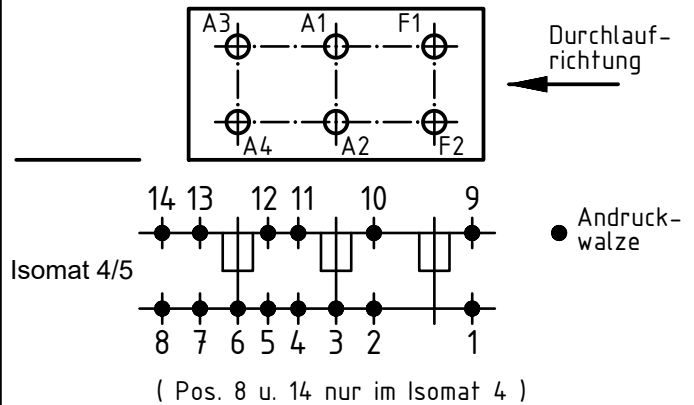 A3 A1 F1
Durchlauf-
richtung
A4 A2 F2
14 13 12 11 10 9
Andruck-
walze
Isomat 4/5
8 7 6 5 4 3 2 1
( Pos. 8 u. 14 nur im Isomat 4 )